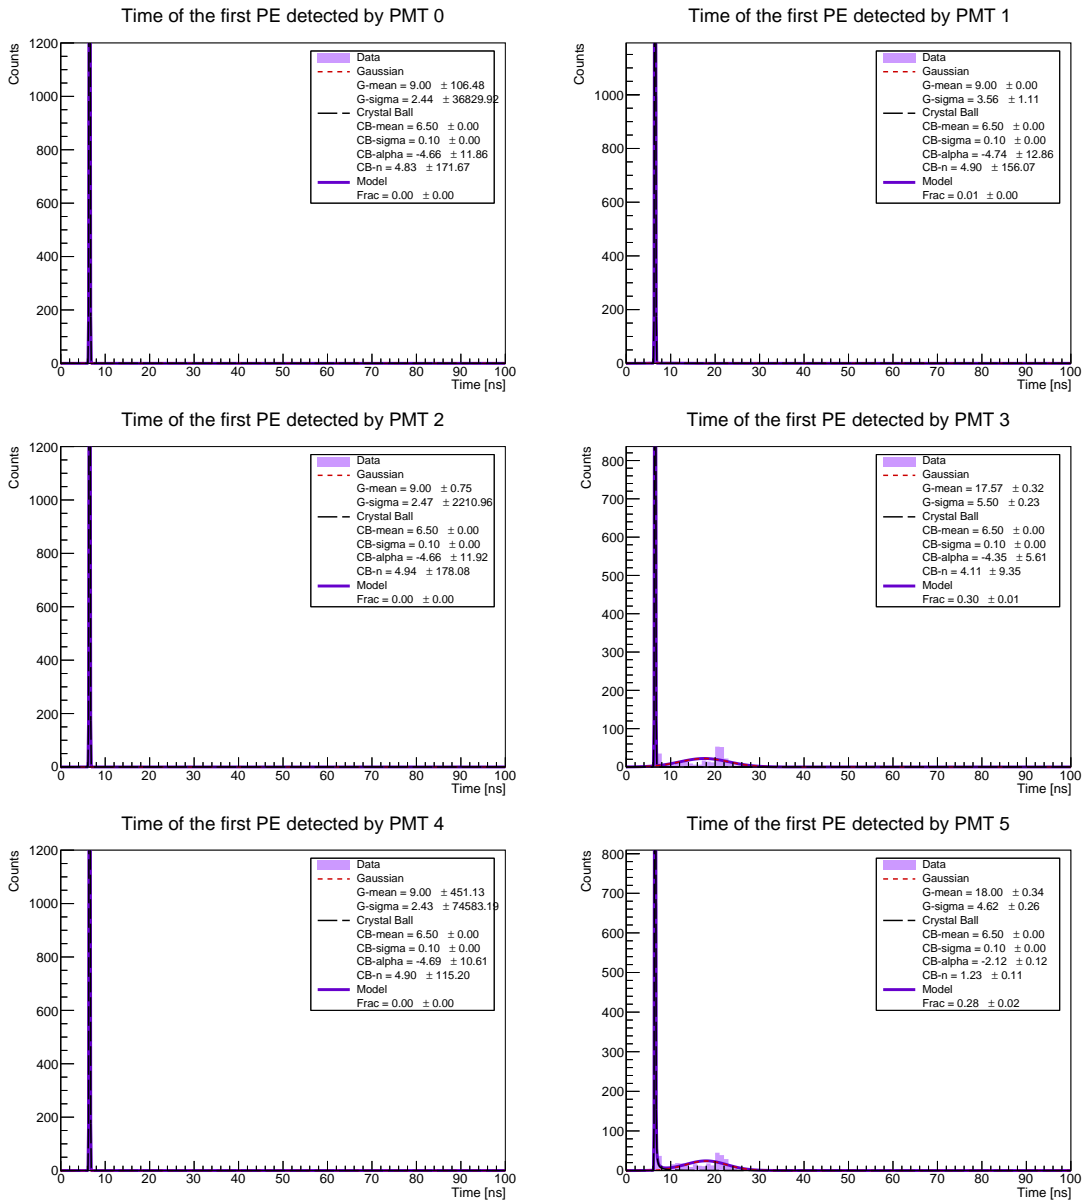 Time of the first PE detected by PMT 0
Counts
1200
1000
800
600
400
200
0
0 10 20 30 40 50 60 70 80 90 100
Time [ns]
Data
Gaussian
G-mean = 9.00 ± 106.48
G-sigma = 2.44 ± 36829.92
Crystal Ball
CB-mean = 6.50 ± 0.00
CB-sigma = 0.10 ± 0.00
CB-alpha = -4.66 ± 11.86
CB-n = 4.83 ± 171.67
Model
Frac = 0.00 ± 0.00
Time of the first PE detected by PMT 1
Counts
1000
800
600
400
200
0
0 10 20 30 40 50 60 70 80 90 100
Time [ns]
Data
Gaussian
G-mean = 9.00 ± 0.00
G-sigma = 3.56 ± 1.11
Crystal Ball
CB-mean = 6.50 ± 0.00
CB-sigma = 0.10 ± 0.00
CB-alpha = -4.74 ± 12.86
CB-n = 4.90 ± 156.07
Model
Frac = 0.01 ± 0.00
Time of the first PE detected by PMT 2
Counts
1200
1000
800
600
400
200
0
0 10 20 30 40 50 60 70 80 90 100
Time [ns]
Data
Gaussian
G-mean = 9.00 ± 0.75
G-sigma = 2.47 ± 2210.96
Crystal Ball
CB-mean = 6.50 ± 0.00
CB-sigma = 0.10 ± 0.00
CB-alpha = -4.66 ± 11.92
CB-n = 4.94 ± 178.08
Model
Frac = 0.00 ± 0.00
Time of the first PE detected by PMT 3
Counts
800
700
600
500
400
300
200
100
0
0 10 20 30 40 50 60 70 80 90 100
Time [ns]
Data
Gaussian
G-mean = 17.57 ± 0.32
G-sigma = 5.50 ± 0.23
Crystal Ball
CB-mean = 6.50 ± 0.00
CB-sigma = 0.10 ± 0.00
CB-alpha = -4.35 ± 5.61
CB-n = 4.11 ± 9.35
Model
Frac = 0.30 ± 0.01
Time of the first PE detected by PMT 4
Counts
1200
1000
800
600
400
200
0
0 10 20 30 40 50 60 70 80 90 100
Time [ns]
Data
Gaussian
G-mean = 9.00 ± 451.13
G-sigma = 2.43 ± 74583.19
Crystal Ball
CB-mean = 6.50 ± 0.00
CB-sigma = 0.10 ± 0.00
CB-alpha = -4.69 ± 10.61
CB-n = 4.90 ± 115.20
Model
Frac = 0.00 ± 0.00
Time of the first PE detected by PMT 5
Counts
800
700
600
500
400
300
200
100
0
0 10 20 30 40 50 60 70 80 90 100
Time [ns]
Data
Gaussian
G-mean = 18.00 ± 0.34
G-sigma = 4.62 ± 0.26
Crystal Ball
CB-mean = 6.50 ± 0.00
CB-sigma = 0.10 ± 0.00
CB-alpha = -2.12 ± 0.12
CB-n = 1.23 ± 0.11
Model
Frac = 0.28 ± 0.02